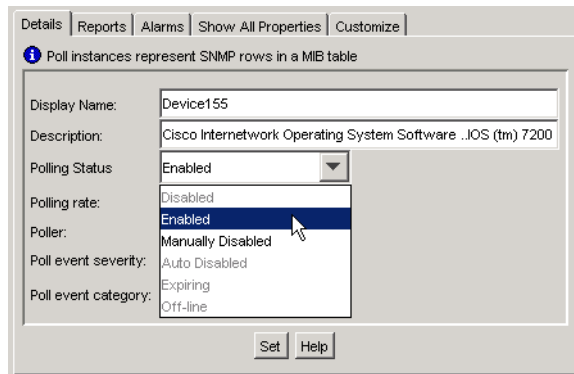 Details Reports Alarms Show All Properties Customize
i Poll instances represent SNMP rows in a MIB table
Display Name: Device155
Description: Cisco Internetwork Operating System Software ..IOS (tm) 7200
Polling Status Enabled
Polling rate: Disabled
Enabled
Poller: Manually Disabled
Poll event severity: Auto Disabled
Poll event category: Expiring
Off-line
Set Help